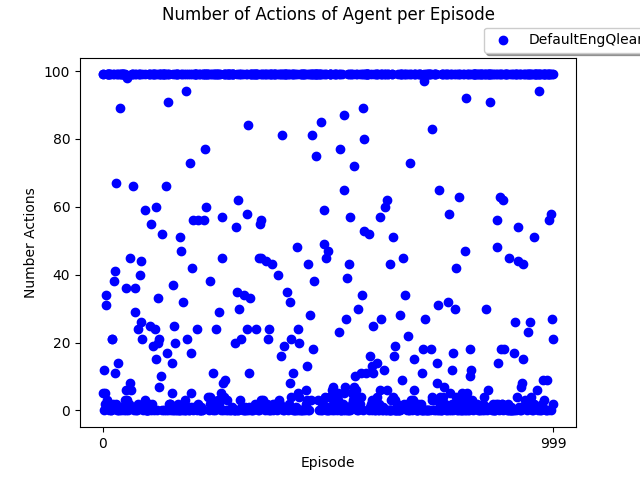 Number of Actions of Agent per Episode
DefaultEngQlear
100
80
60
40
20
0
Number Actions
0 999
Episode